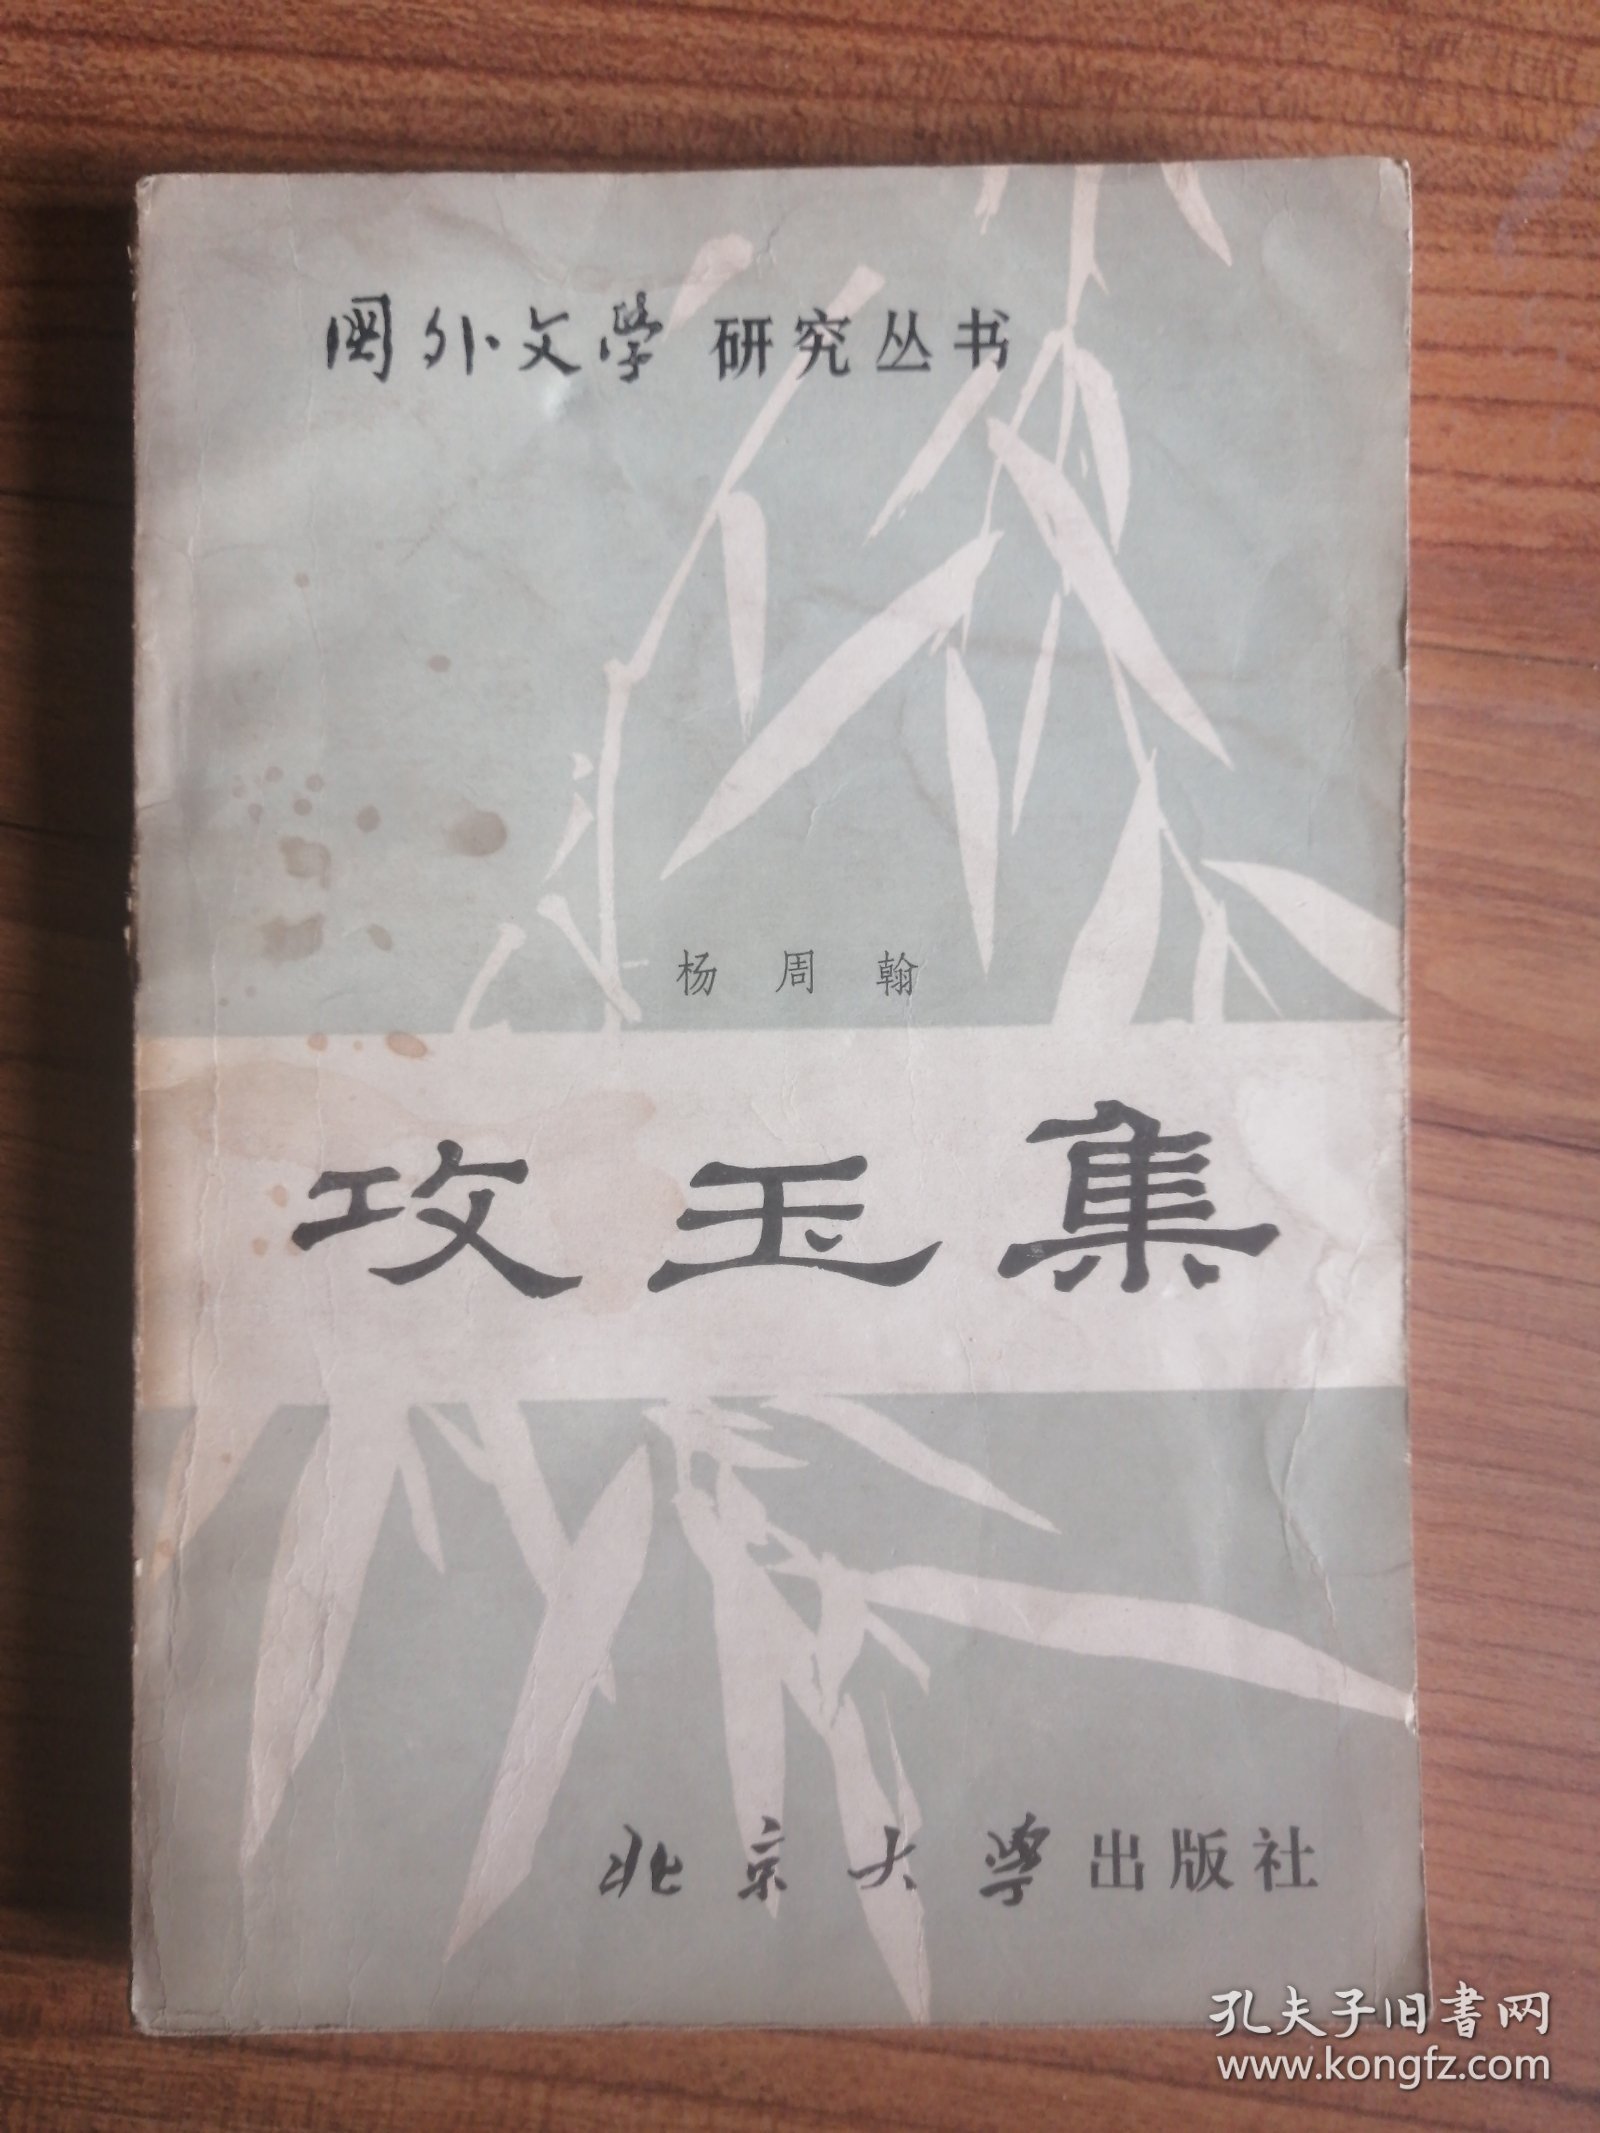 国外文学 研究丛书
杨周翰
攻玉集
北京大学出版社
孔夫子旧書网
www.kongfz.com